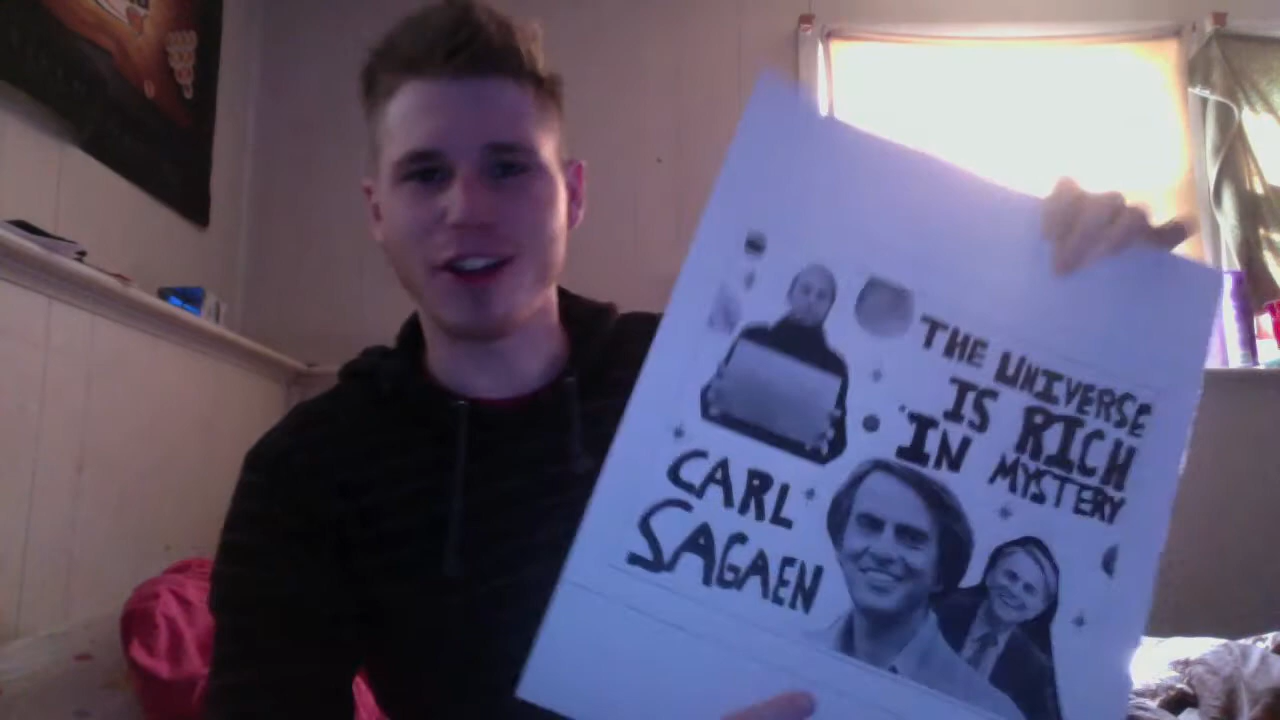 THE UNIVERSE
IS RICH
IN MYSTERY
CARL
SAGAEN